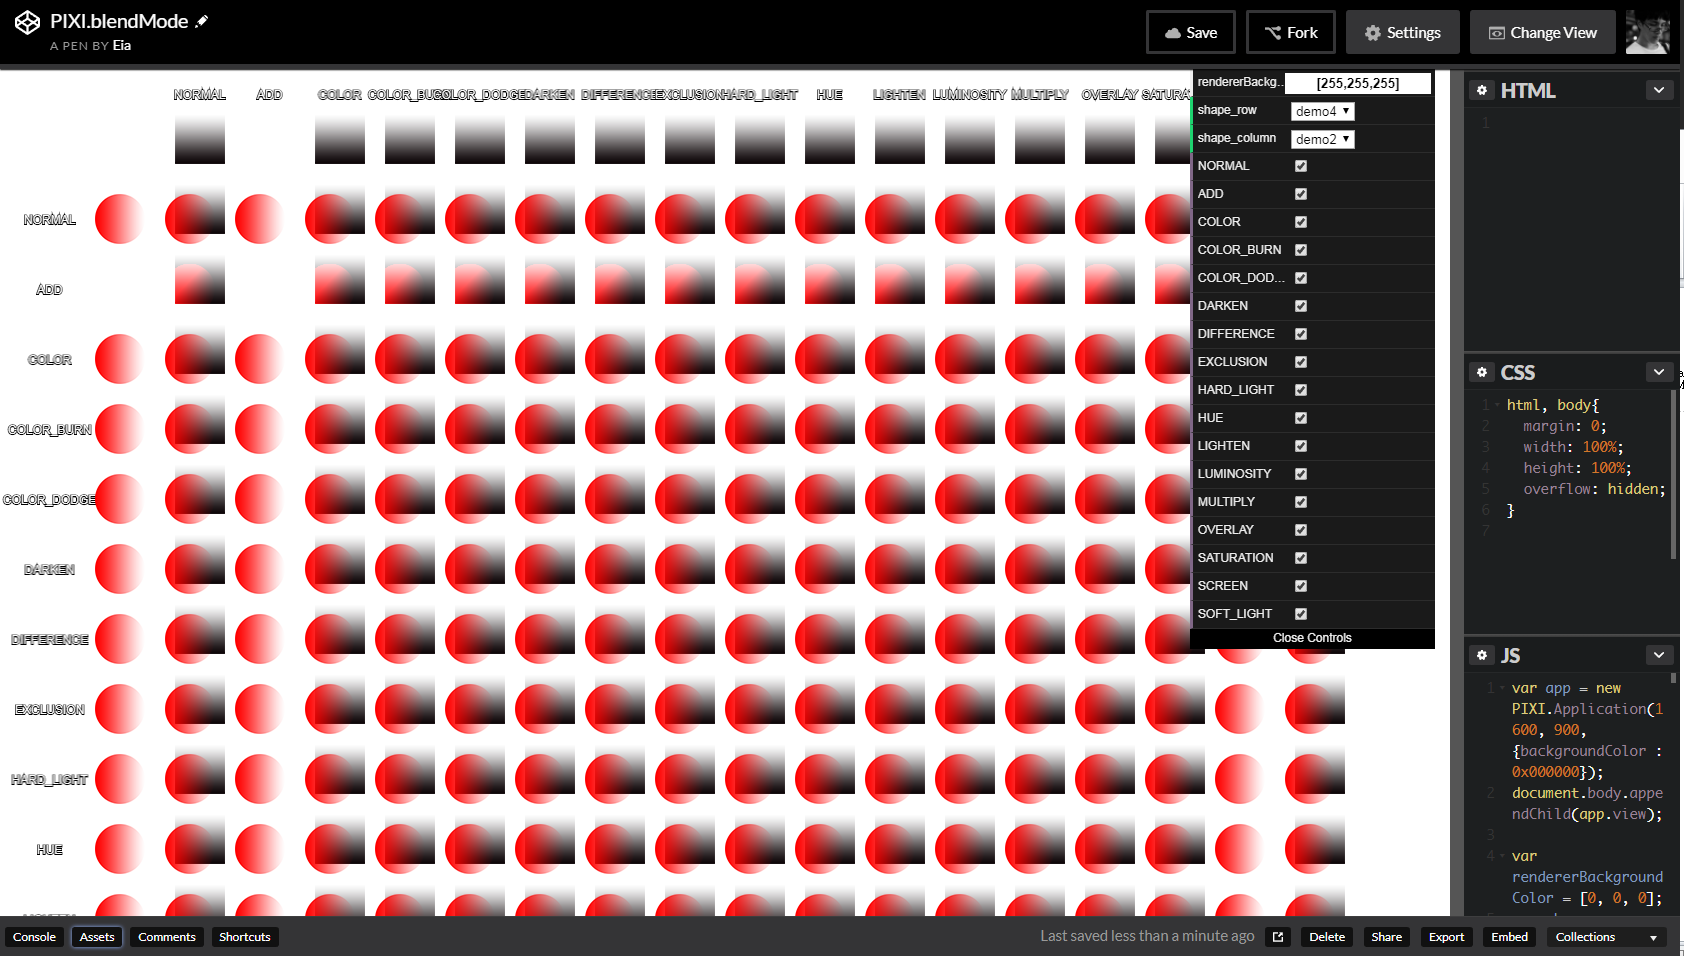 PIXI.blendMode
A PEN BY Eia
Save
Fork
Settings
Change View
NORMAL
ADD
COLOR
COLOR_BURN
COLOR_DODGE
DARKEN
DIFFERENCE
EXCLUSION
HARD_LIGHT
HUE
LIGHTEN
LUMINOSITY
MULTIPLY
OVERLAY
SATURA
NORMAL
ADD
COLOR
COLOR_BURN
COLOR_DODGE
DARKEN
DIFFERENCE
EXCLUSION
HARD_LIGHT
HUE
rendererBackg...
[255,255,255]
shape_row
demo4
shape_column
demo2
NORMAL
ADD
COLOR
COLOR_BURN
COLOR_DOD...
DARKEN
DIFFERENCE
EXCLUSION
HARD_LIGHT
HUE
LIGHTEN
LUMINOSITY
MULTIPLY
OVERLAY
SATURATION
SCREEN
SOFT_LIGHT
Close Controls
HTML
1
CSS
1 html, body{
2 margin: 0;
3 width: 100%;
4 height: 100%;
5 overflow: hidden;
6 }
7
JS
1 var app = new
PIXI.Application(1
600, 900,
{backgroundColor :
0x000000});
2 document.body.appe
ndChild(app.view);
3
4 var
rendererBackground
Color = [0, 0, 0];
Console
Assets
Comments
Shortcuts
Last saved less than a minute ago
Delete
Share
Export
Embed
Collections